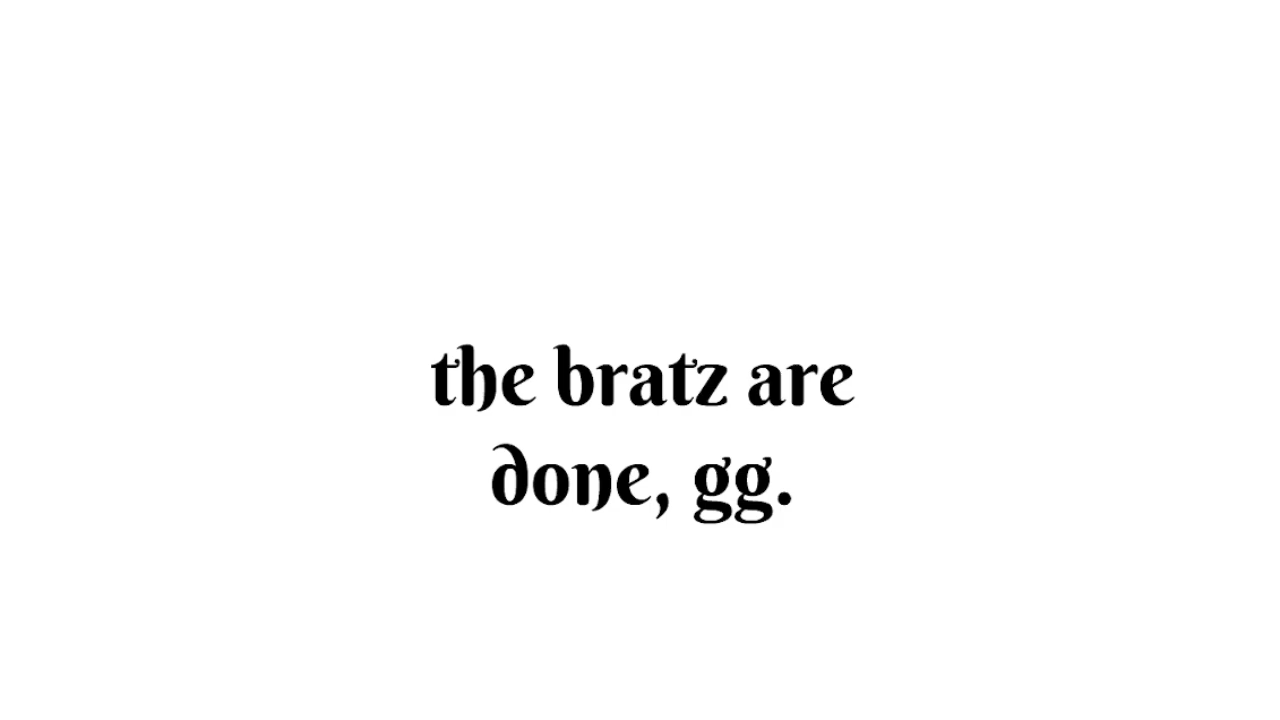 the bratz are
done, gg.